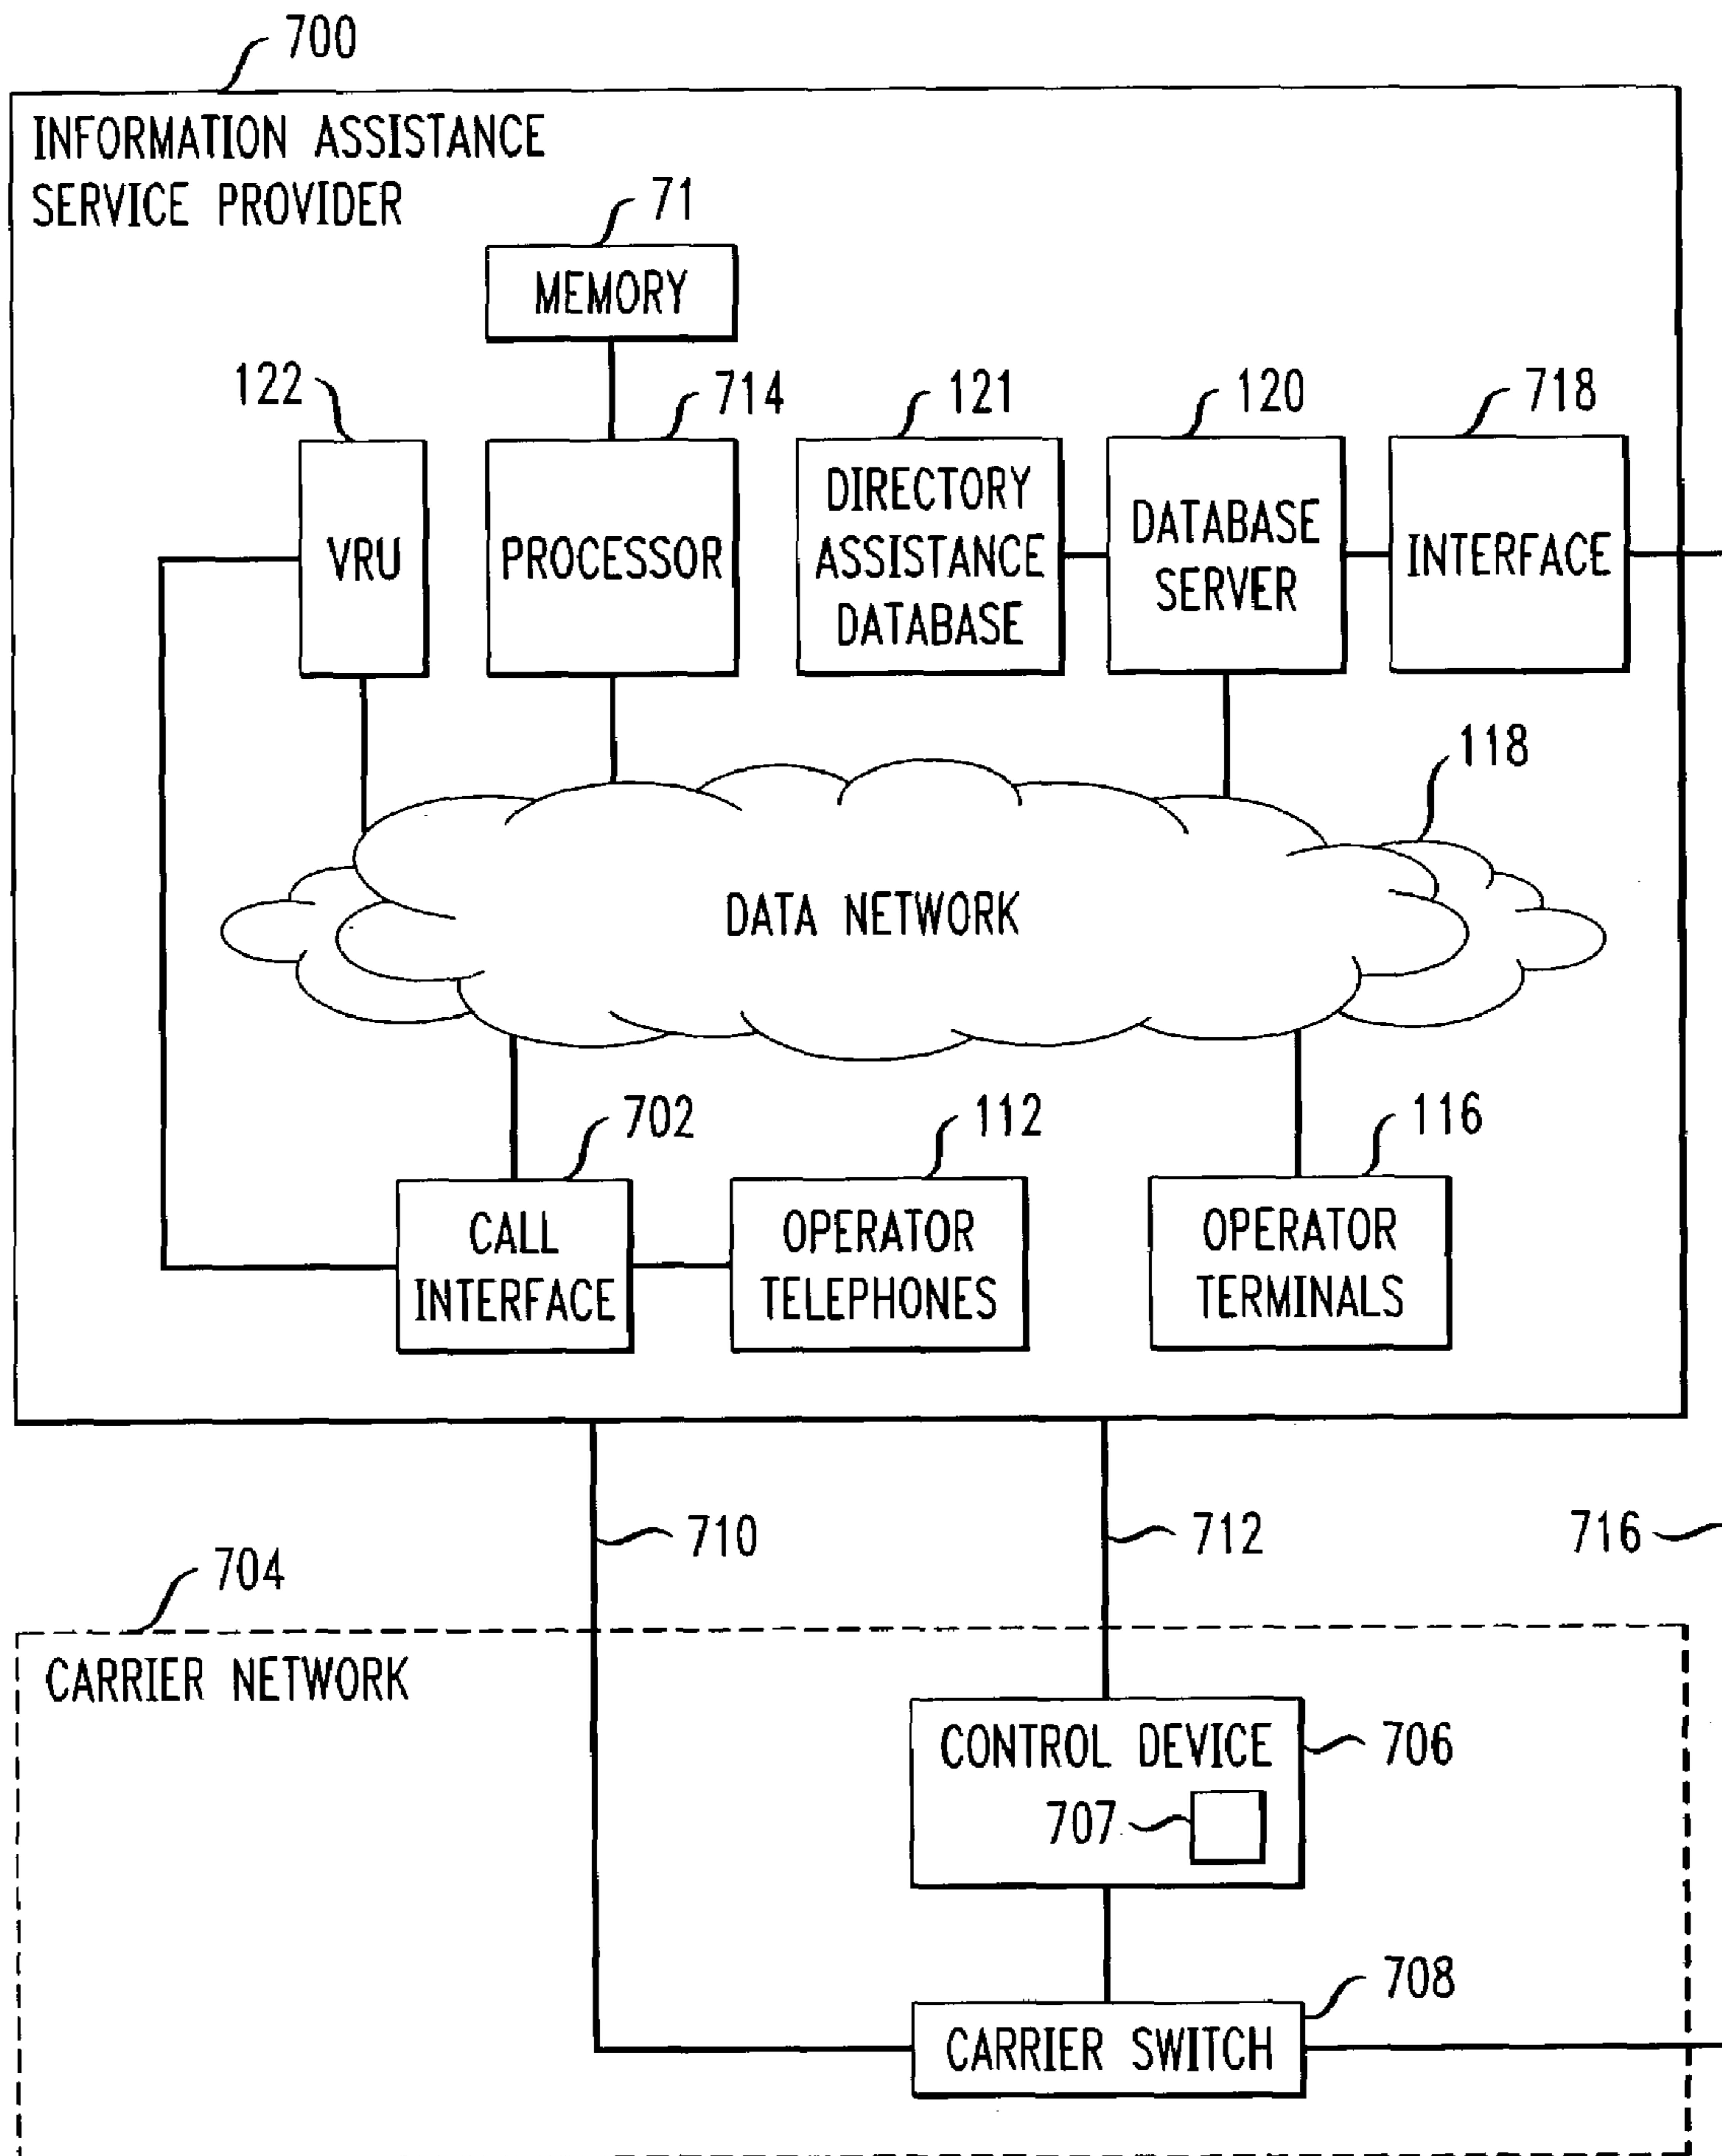 700
INFORMATION ASSISTANCE
SERVICE PROVIDER
71
MEMORY
122
714
121
120
718
VRU
PROCESSOR
DIRECTORY
ASSISTANCE
DATABASE
DATABASE
SERVER
INTERFACE
118
DATA NETWORK
702
112
116
CALL
INTERFACE
OPERATOR
TELEPHONES
OPERATOR
TERMINALS
710
712
716
704
CARRIER NETWORK
CONTROL DEVICE
706
707
708
CARRIER SWITCH